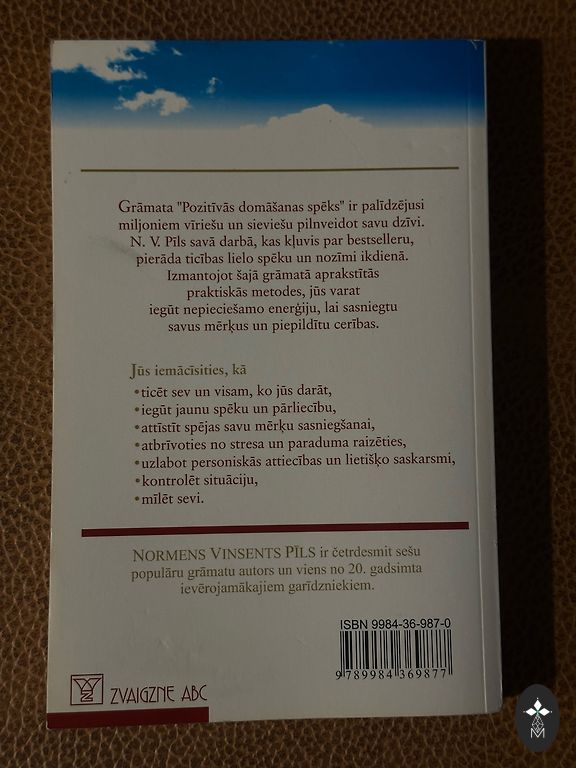 Grāmata "Pozitīvās domāšanas spēks" ir palīdzējusi
miljoniem vīriešu un sieviešu pilnveidot savu dzīvi.
N. V. Pīls savā darbā, kas kļuvis par bestselleru,
pierāda ticības lielo spēku un nozīmi ikdienā.
Izmantojot šajā grāmatā aprakstītās
praktiskās metodes, jūs varat
iegūt nepieciešamo enerģiju, lai sasniegtu
savus mērķus un piepildītu cerības.
Jūs iemācīsities, kā
•ticēt sev un visam, ko jūs darāt,
•iegūt jaunu spēku un pārliecību,
•attīstīt spējas savu mērķu sasniegšanai,
•atbrīvoties no stresa un paraduma raizēties,
•uzlabot personiskās attiecības un lietišķo saskarsmi,
•kontrolēt situāciju,
•mīlēt sevi.
NORMENS VINSENTS PĪLS ir četrdesmit sešu
populāru grāmatu autors un viens no 20. gadsimta
ievērojamākajiem garīdzniekiem.
ISBN 9984-36-987-0
9 789984 369877
ZVAIGZNE ABC
M